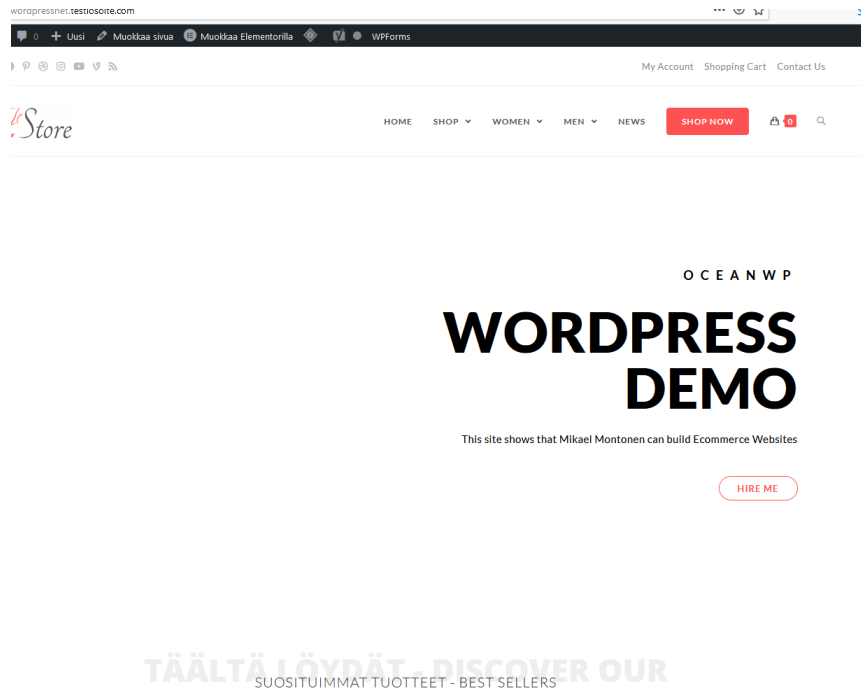 wordpressnet.testiosoite.com
0 + Uusi Muokkaa sivua Muokkaa Elementorilla WPForms
My Account Shopping Cart Contact Us
Store
HOME SHOP WOMEN MEN NEWS SHOP NOW 0
OCEANWP
WORDPRESS
DEMO
This site shows that Mikael Montonen can build Ecommerce Websites
HIRE ME
TÄÄLTÄ LÖYDÄT - DISCOVER OUR
SUOSITUIMMAT TUOTTEET - BEST SELLERS